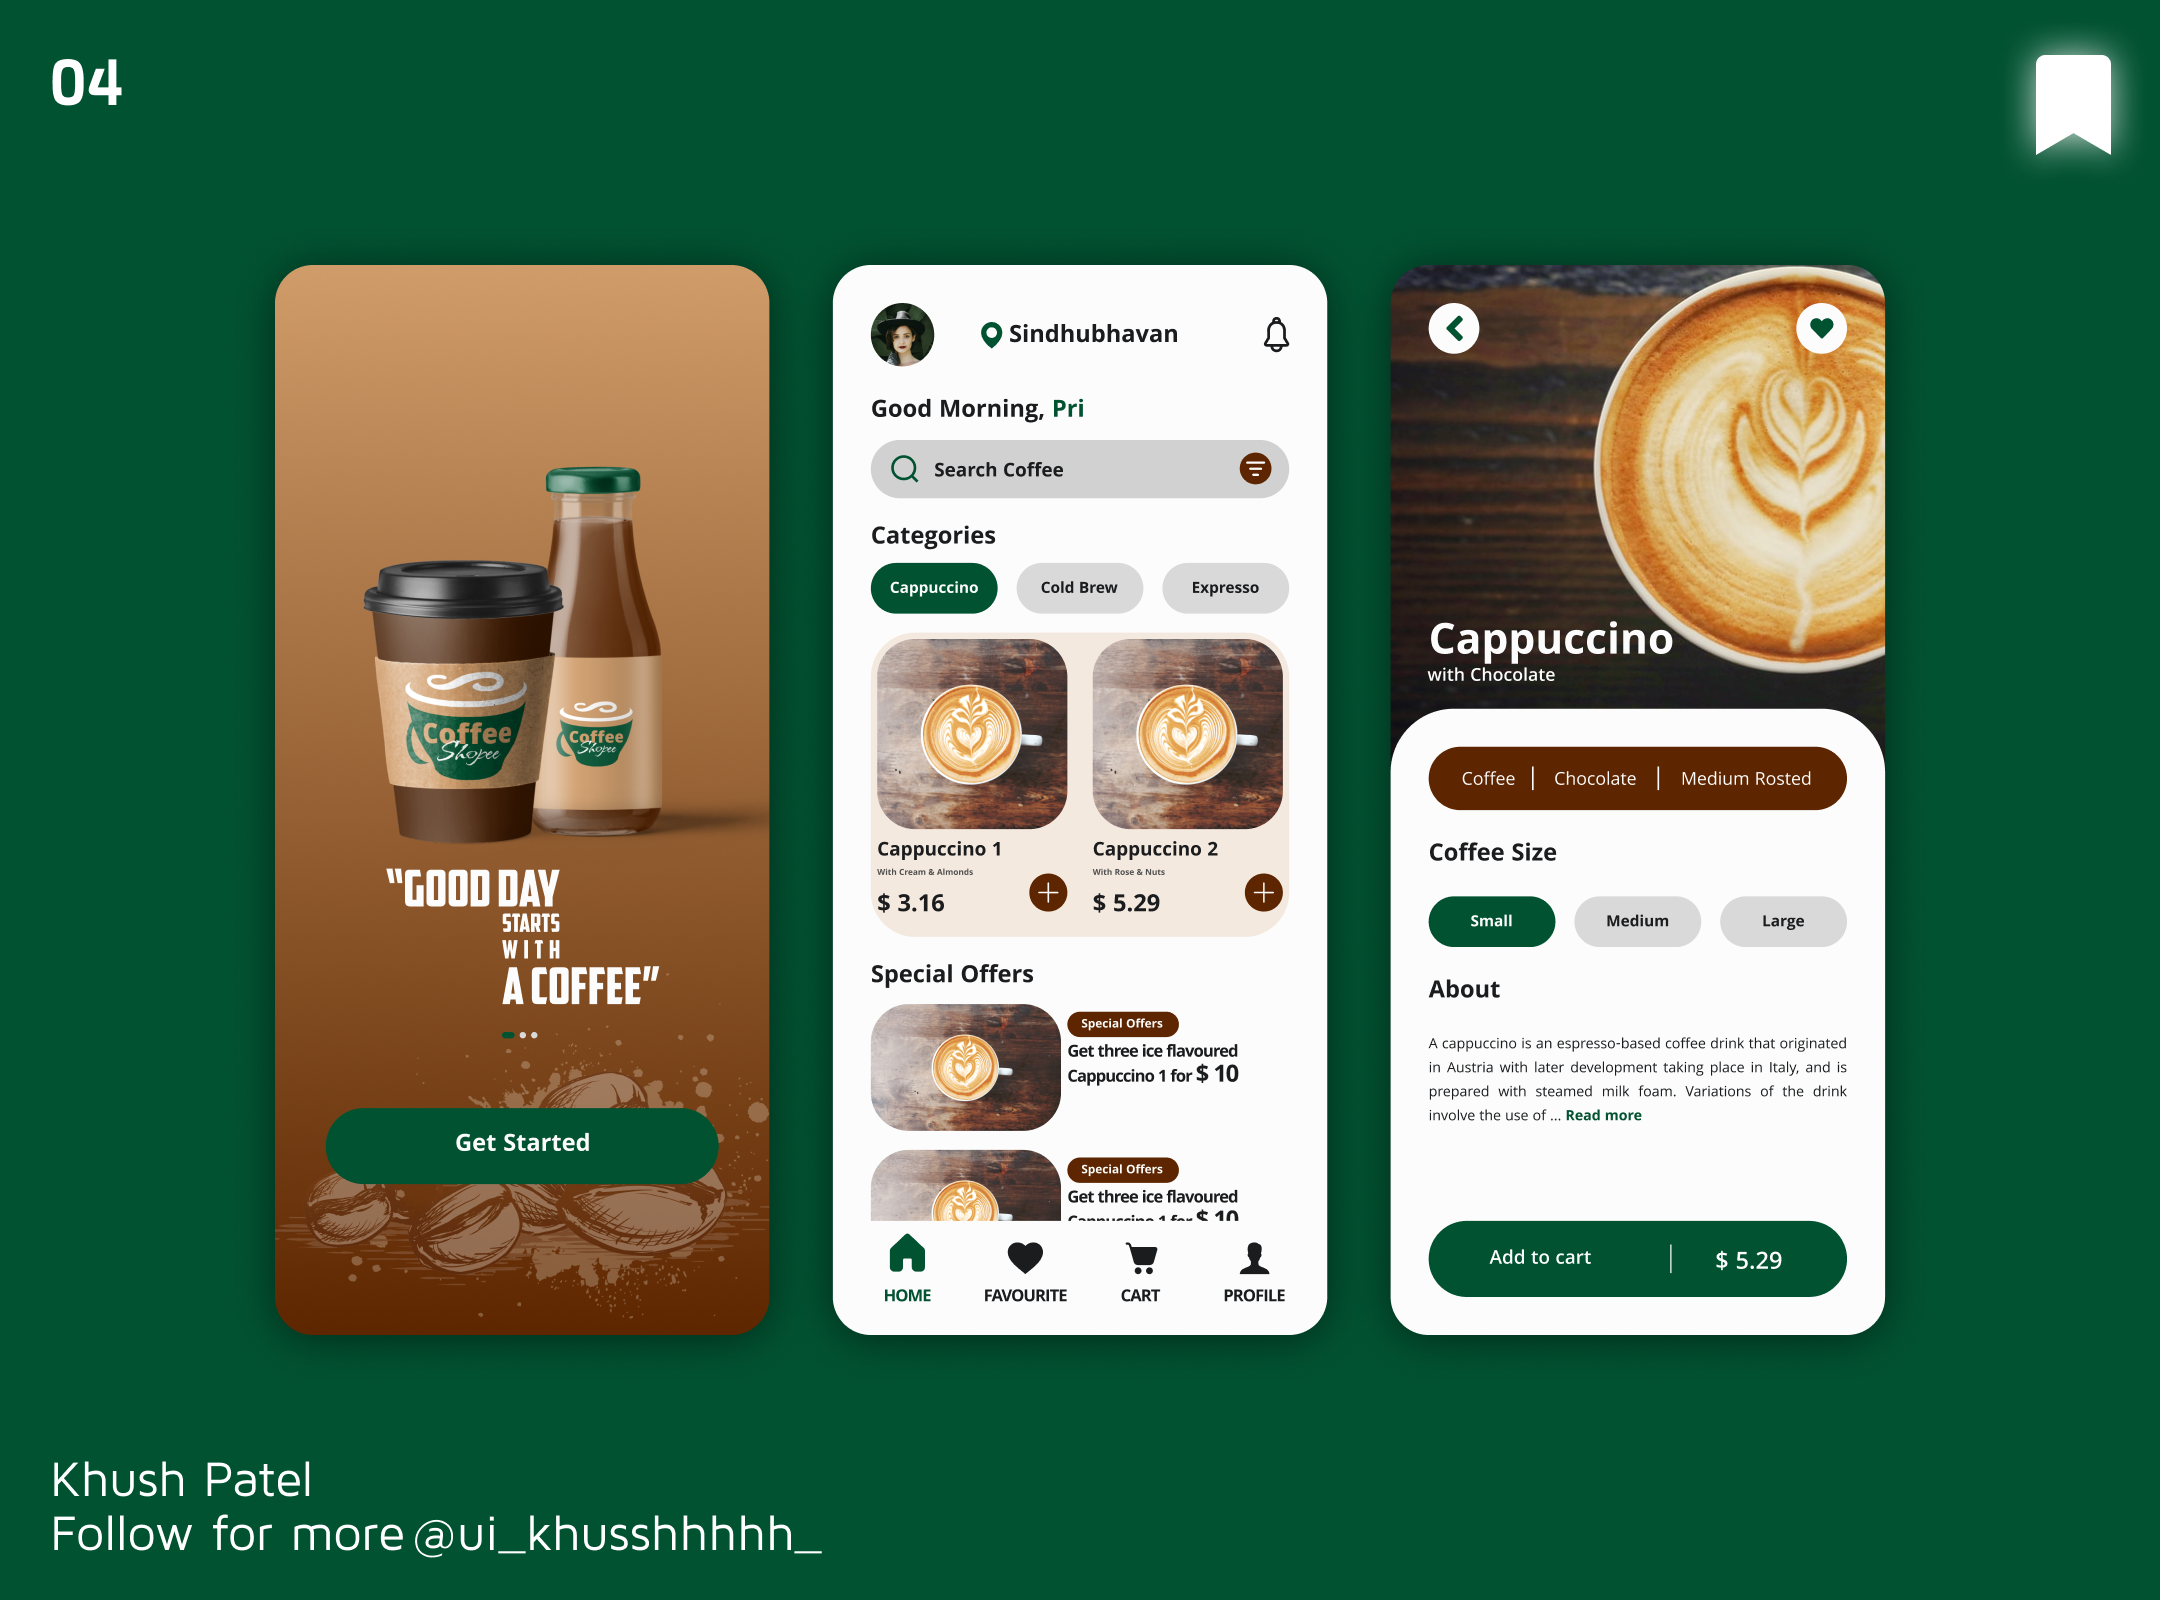 04
Coffee
Shopee
Coffee
Shopee
“GOOD DAY
STARTS
WITH
A COFFEE”
Get Started
Sindhubhavan
Good Morning, Pri
Search Coffee
Categories
Cappuccino
Cold Brew
Expresso
Cappuccino 1
With Cream & Almonds
$ 3.16
Cappuccino 2
With Rose & Nuts
$ 5.29
Special Offers
Special Offers
Get three ice flavoured
Cappuccino 1 for $ 10
Special Offers
Get three ice flavoured
Cappuccino 1 for $ 10
HOME
FAVOURITE
CART
PROFILE
Cappuccino
with Chocolate
Coffee | Chocolate | Medium Rosted
Coffee Size
Small
Medium
Large
About
A cappuccino is an espresso-based coffee drink that originated
in Austria with later development taking place in Italy, and is
prepared with steamed milk foam. Variations of the drink
involve the use of ... Read more
Add to cart | $ 5.29
Khush Patel
Follow for more @ui_khusshhhhh_